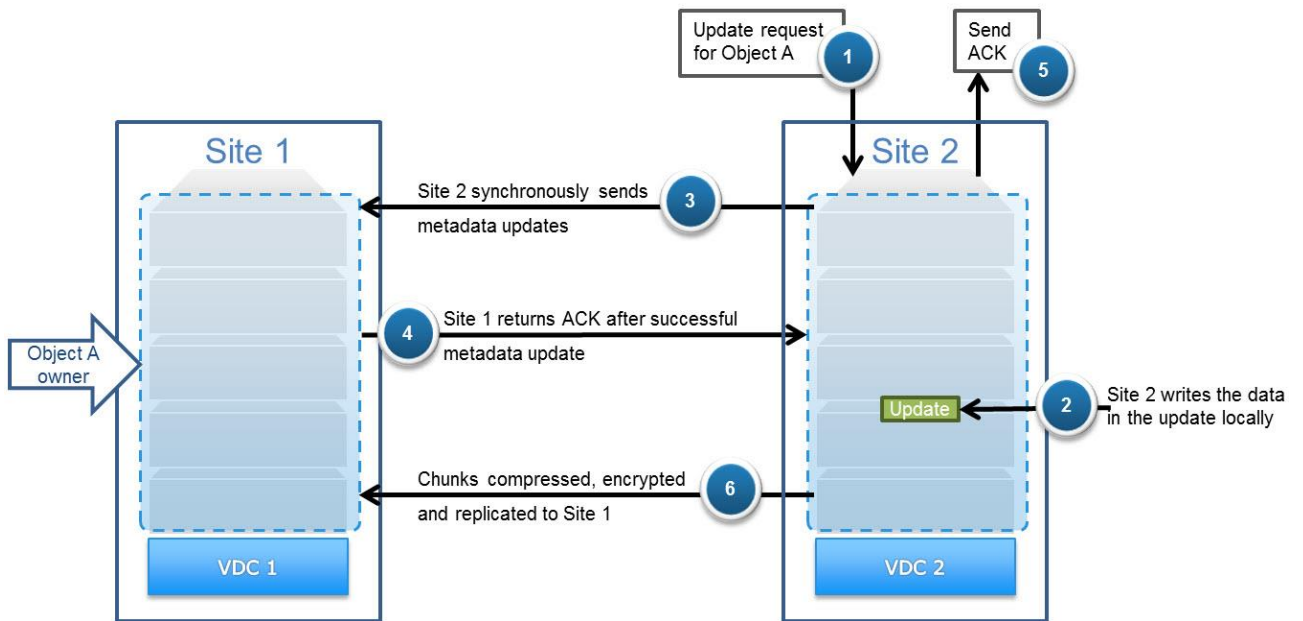 Update request
for Object A
1
Send
ACK
5
Site 1
Site 2
Site 2 synchronously sends
metadata updates
3
4
Site 1 returns ACK after successful
metadata update
Object A
owner
Update
2
Site 2 writes the data
in the update locally
Chunks compressed, encrypted
and replicated to Site 1
6
VDC 1
VDC 2